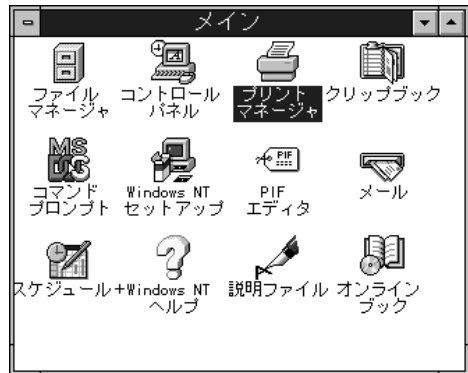 メイン
ファイル
マネージャ
コントロール
パネル
プリント
マネージャ
クリップブック
MS
DOS
コマンド
プロンプト
Windows NT
セットアップ
PIF
PIF
エディタ
メール
スケジュール+
Windows NT
ヘルプ
説明ファイル
オンライン
ブック